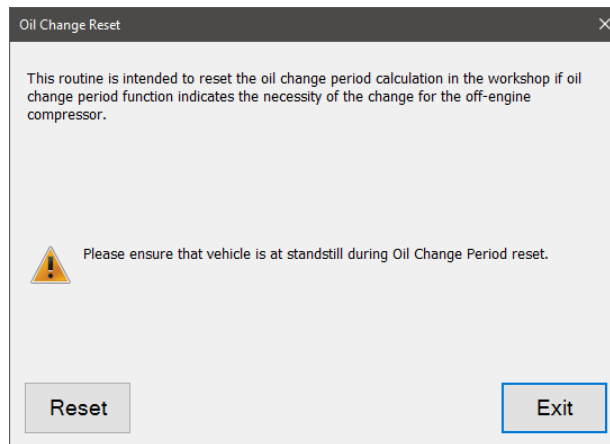 Oil Change Reset
This routine is intended to reset the oil change period calculation in the workshop if oil
change period function indicates the necessity of the change for the off-engine
compressor.
Please ensure that vehicle is at standstill during Oil Change Period reset.
Reset
Exit